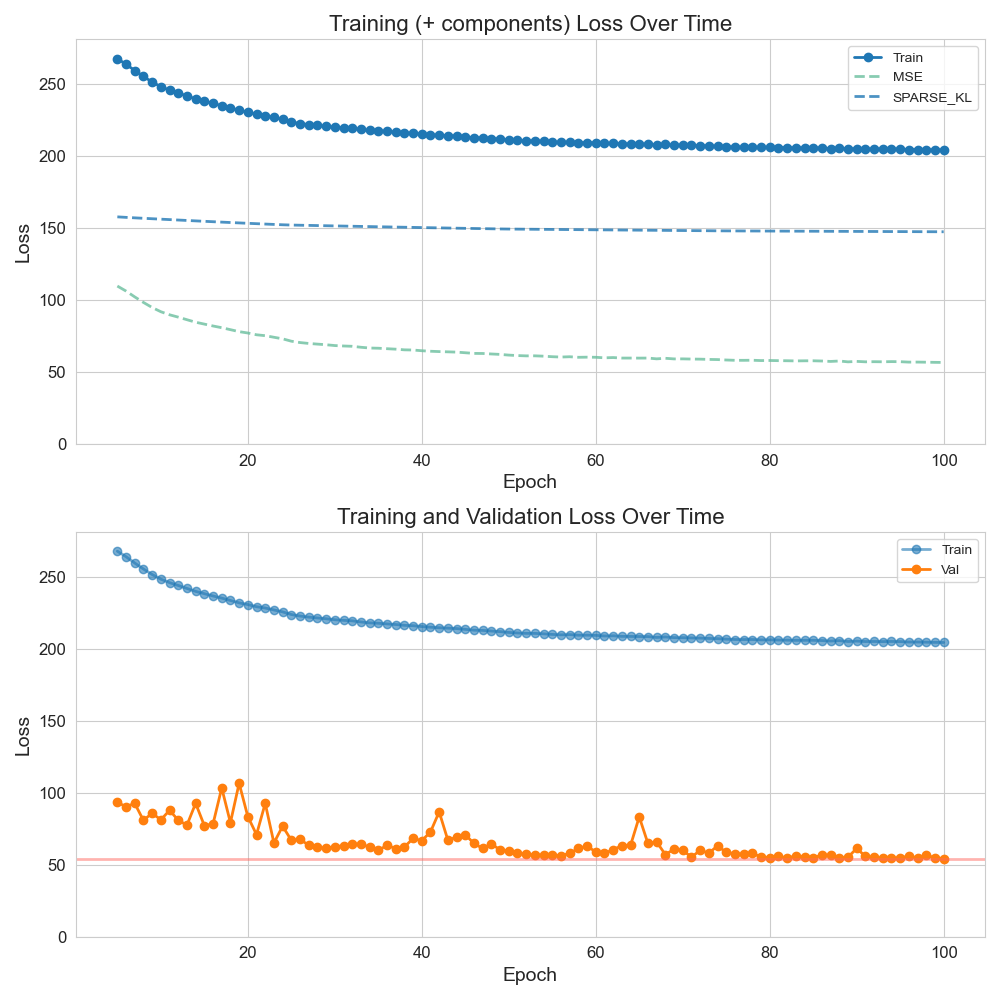 Training (+ components) Loss Over Time
Train
MSE
SPARSE_KL
Loss
250
200
150
100
50
0
20 40 60 80 100
Epoch
Training and Validation Loss Over Time
Train
Val
Loss
250
200
150
100
50
0
20 40 60 80 100
Epoch